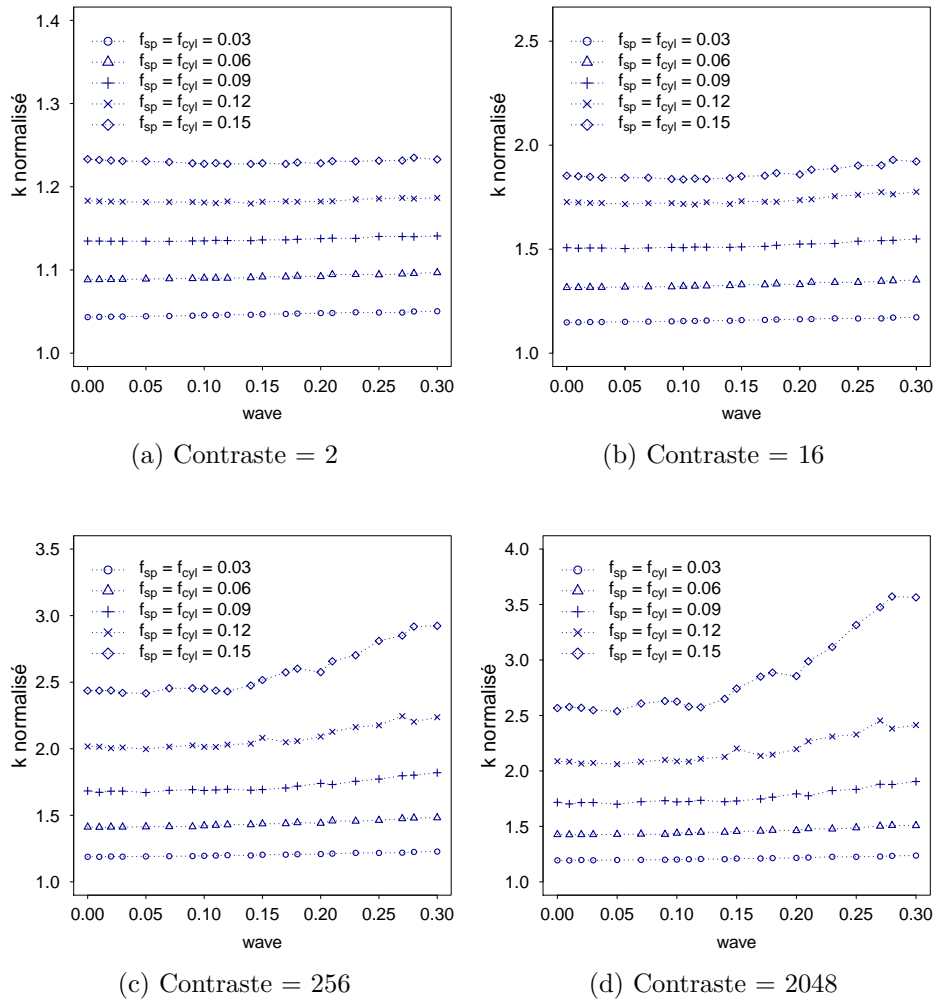 1.4
1.3
1.2
1.1
1.0
k normalisé
f_sp = f_cyl = 0.03
f_sp = f_cyl = 0.06
f_sp = f_cyl = 0.09
f_sp = f_cyl = 0.12
f_sp = f_cyl = 0.15
0.00 0.05 0.10 0.15 0.20 0.25 0.30
wave
(a) Contraste = 2
2.5
2.0
1.5
1.0
k normalisé
f_sp = f_cyl = 0.03
f_sp = f_cyl = 0.06
f_sp = f_cyl = 0.09
f_sp = f_cyl = 0.12
f_sp = f_cyl = 0.15
0.00 0.05 0.10 0.15 0.20 0.25 0.30
wave
(b) Contraste = 16
3.5
3.0
2.5
2.0
1.5
1.0
k normalisé
f_sp = f_cyl = 0.03
f_sp = f_cyl = 0.06
f_sp = f_cyl = 0.09
f_sp = f_cyl = 0.12
f_sp = f_cyl = 0.15
0.00 0.05 0.10 0.15 0.20 0.25 0.30
wave
(c) Contraste = 256
4.0
3.5
3.0
2.5
2.0
1.5
1.0
k normalisé
f_sp = f_cyl = 0.03
f_sp = f_cyl = 0.06
f_sp = f_cyl = 0.09
f_sp = f_cyl = 0.12
f_sp = f_cyl = 0.15
0.00 0.05 0.10 0.15 0.20 0.25 0.30
wave
(d) Contraste = 2048